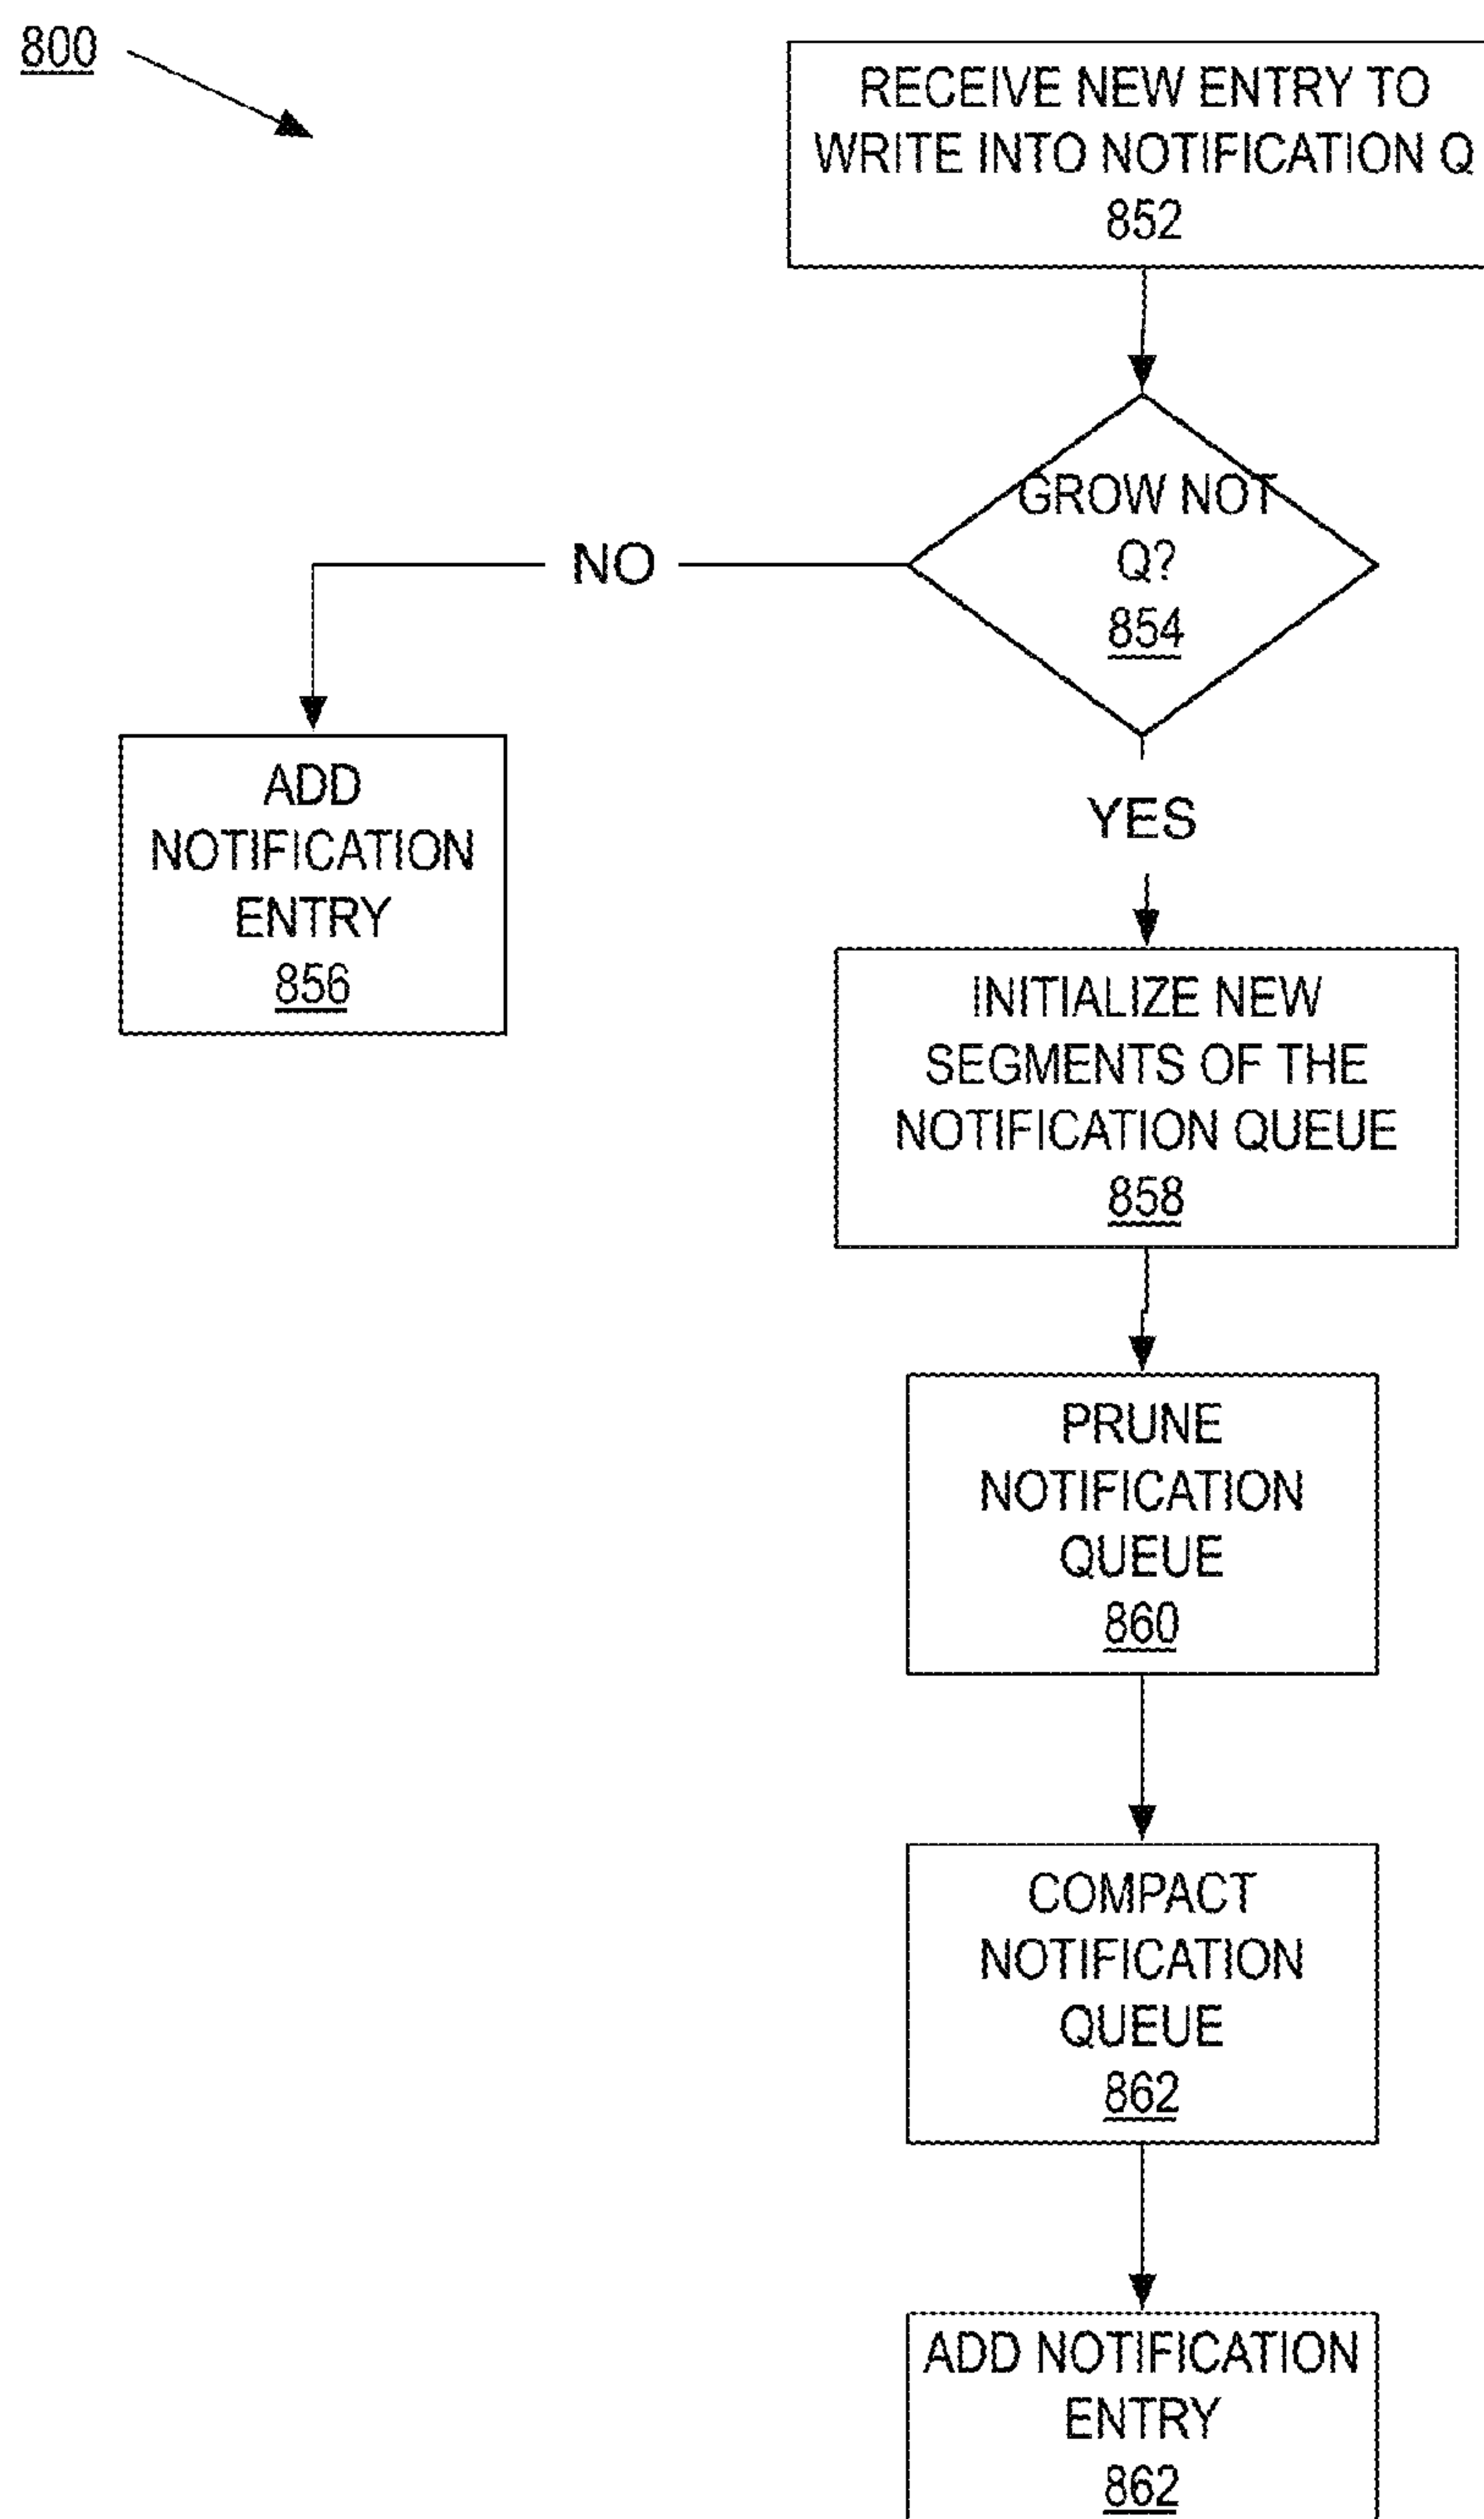 800
RECEIVE NEW ENTRY TO
WRITE INTO NOTIFICATION Q
852
GROW NOT
Q?
854
NO
YES
ADD
NOTIFICATION
ENTRY
856
INITIALIZE NEW
SEGMENTS OF THE
NOTIFICATION QUEUE
858
PRUNE
NOTIFICATION
QUEUE
860
COMPACT
NOTIFICATION
QUEUE
862
ADD NOTIFICATION
ENTRY
862